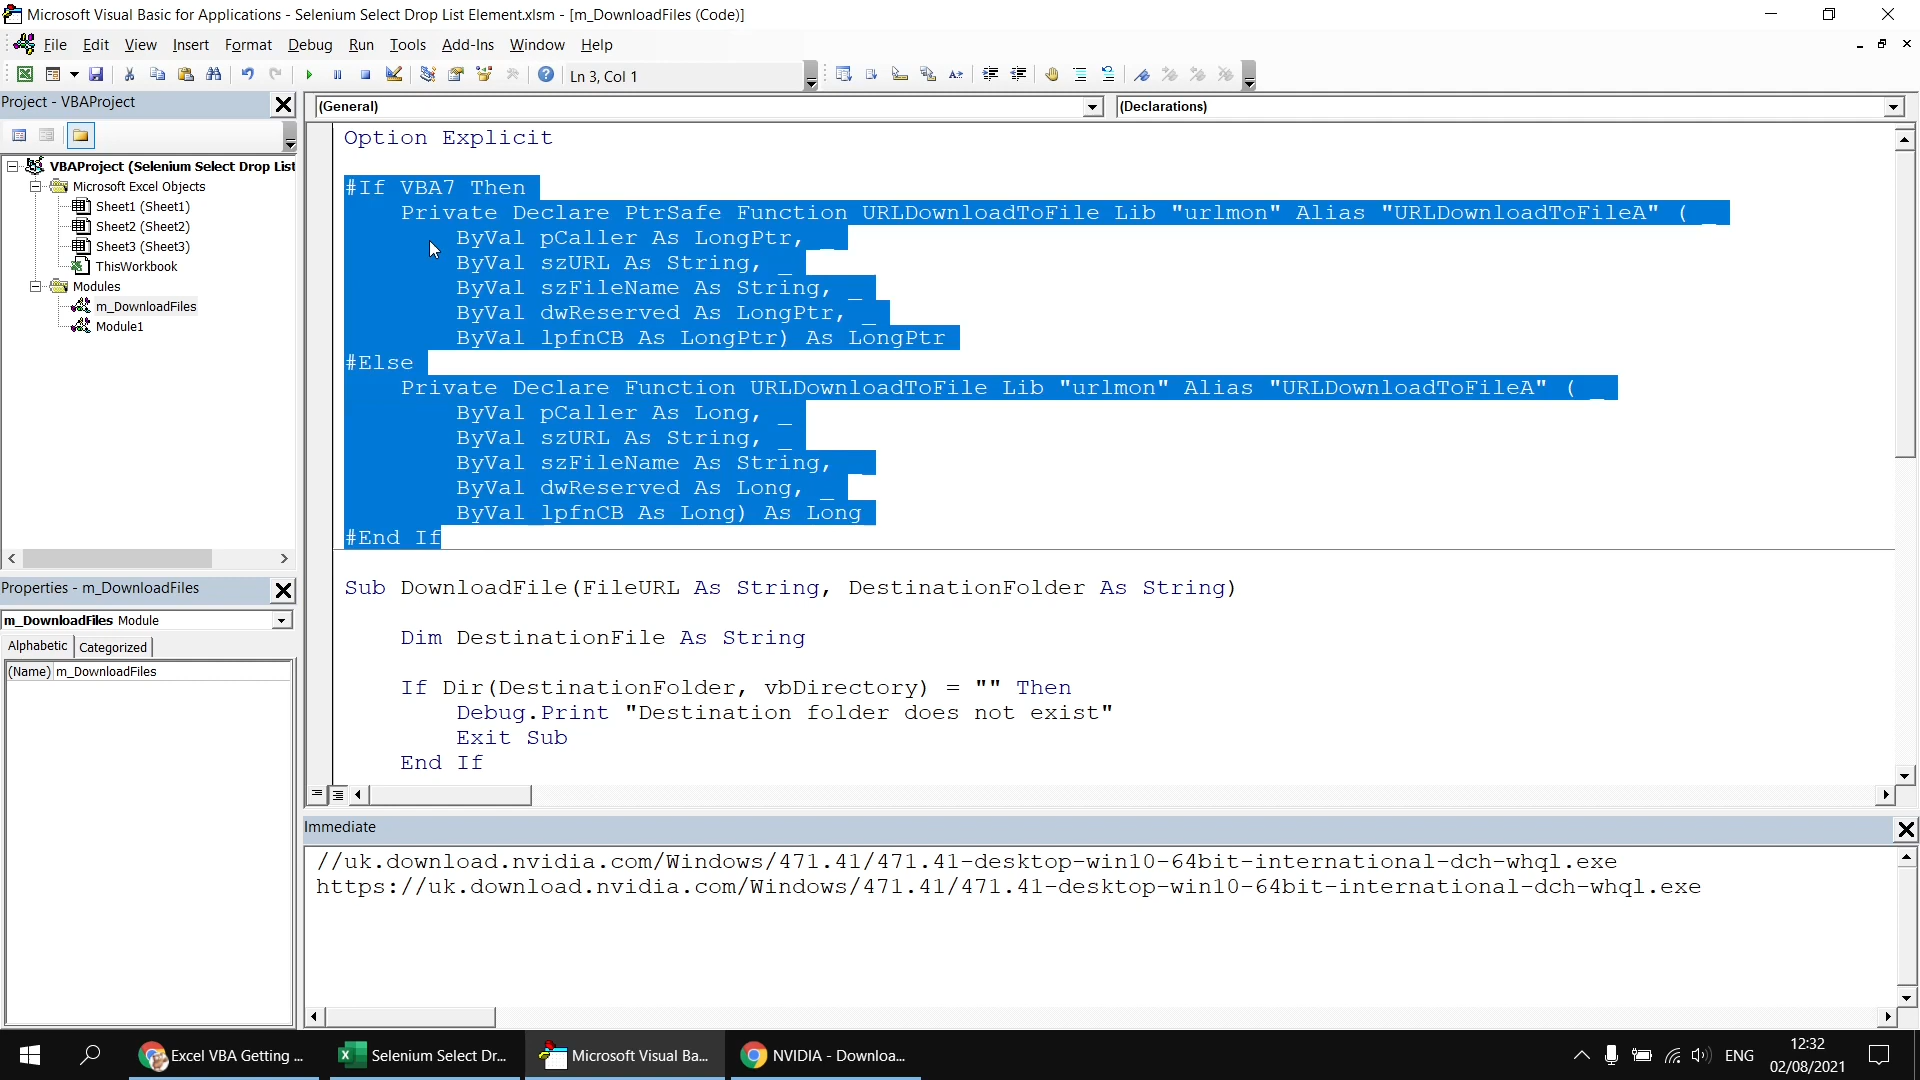 Microsoft Visual Basic for Applications - Selenium Select Drop List Element.xlsm - [m_DownloadFiles (Code)]
File Edit View Insert Format Debug Run Tools Add-Ins Window Help
Ln 3, Col 1
Project - VBAProject
(General)
(Declarations)
VBAProject (Selenium Select Drop List
Microsoft Excel Objects
Sheet1 (Sheet1)
Sheet2 (Sheet2)
Sheet3 (Sheet3)
ThisWorkbook
Modules
m_DownloadFiles
Module1
Properties - m_DownloadFiles
m_DownloadFiles Module
Alphabetic Categorized
(Name) m_DownloadFiles
Option Explicit
#If VBA7 Then
Private Declare PtrSafe Function URLDownloadToFile Lib "urlmon" Alias "URLDownloadToFileA" ( _
ByVal pCaller As LongPtr, _
ByVal szURL As String, _
ByVal szFileName As String, _
ByVal dwReserved As LongPtr, _
ByVal lpfnCB As LongPtr) As LongPtr
#Else
Private Declare Function URLDownloadToFile Lib "urlmon" Alias "URLDownloadToFileA" ( _
ByVal pCaller As Long, _
ByVal szURL As String, _
ByVal szFileName As String, _
ByVal dwReserved As Long, _
ByVal lpfnCB As Long) As Long
#End If
Sub DownloadFile(FileURL As String, DestinationFolder As String)
Dim DestinationFile As String
If Dir(DestinationFolder, vbDirectory) = "" Then
Debug.Print "Destination folder does not exist"
Exit Sub
End If
Immediate
//uk.download.nvidia.com/Windows/471.41/471.41-desktop-win10-64bit-international-dch-whql.exe
https://uk.download.nvidia.com/Windows/471.41/471.41-desktop-win10-64bit-international-dch-whql.exe
Excel VBA Getting ...
Selenium Select Dr...
Microsoft Visual Ba...
NVIDIA - Downloa...
ENG
12:32
02/08/2021